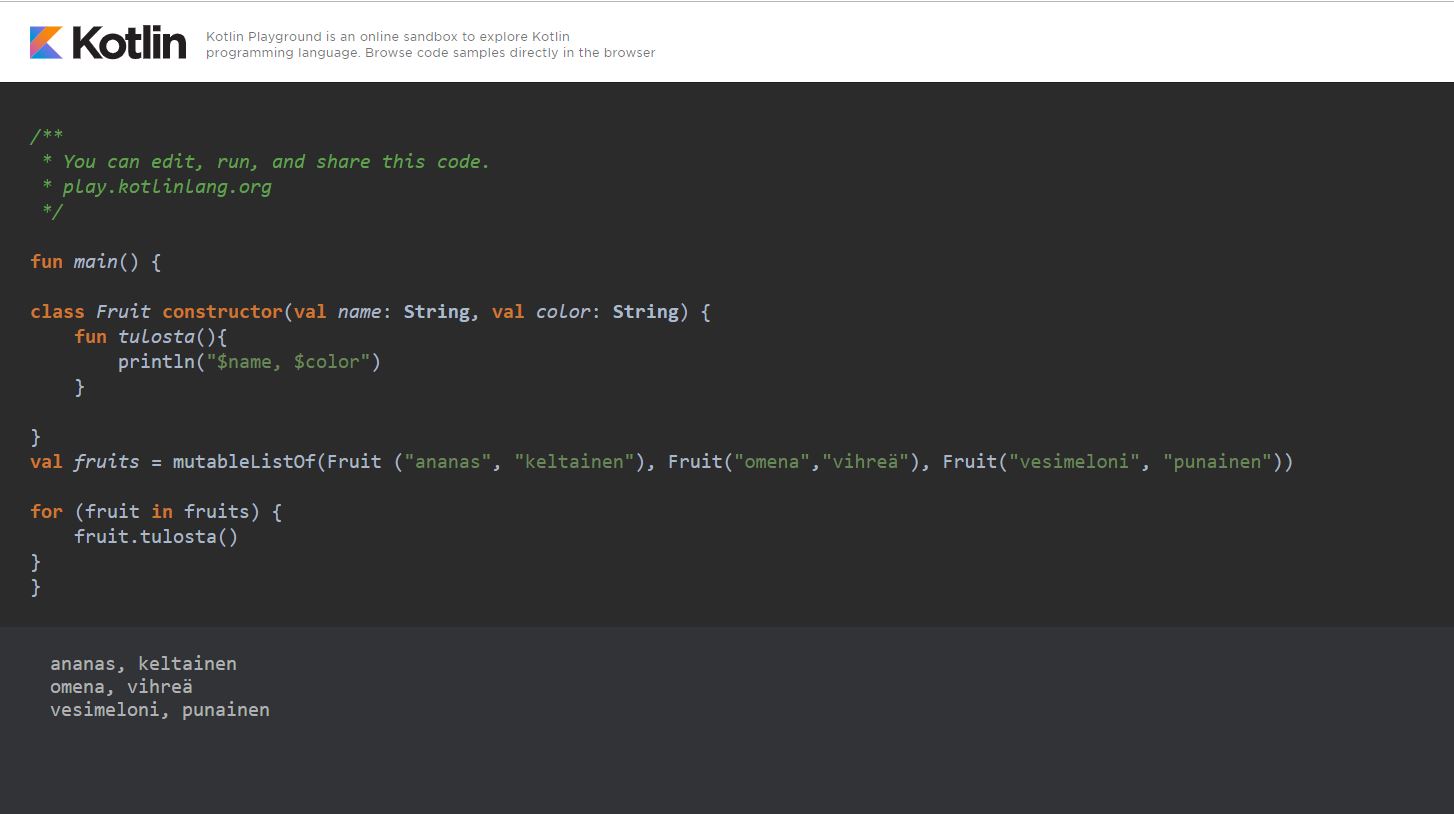 Kotlin
Kotlin Playground is an online sandbox to explore Kotlin
programming language. Browse code samples directly in the browser
/**
 * You can edit, run, and share this code.
 * play.kotlinlang.org
 */
fun main() {
class Fruit constructor(val name: String, val color: String) {
    fun tulosta(){
        println("$name, $color")
    }
}
val fruits = mutableListOf(Fruit ("ananas", "keltainen"), Fruit("omena","vihreä"), Fruit("vesimeloni", "punainen"))
for (fruit in fruits) {
    fruit.tulosta()
}
}
ananas, keltainen
omena, vihreä
vesimeloni, punainen